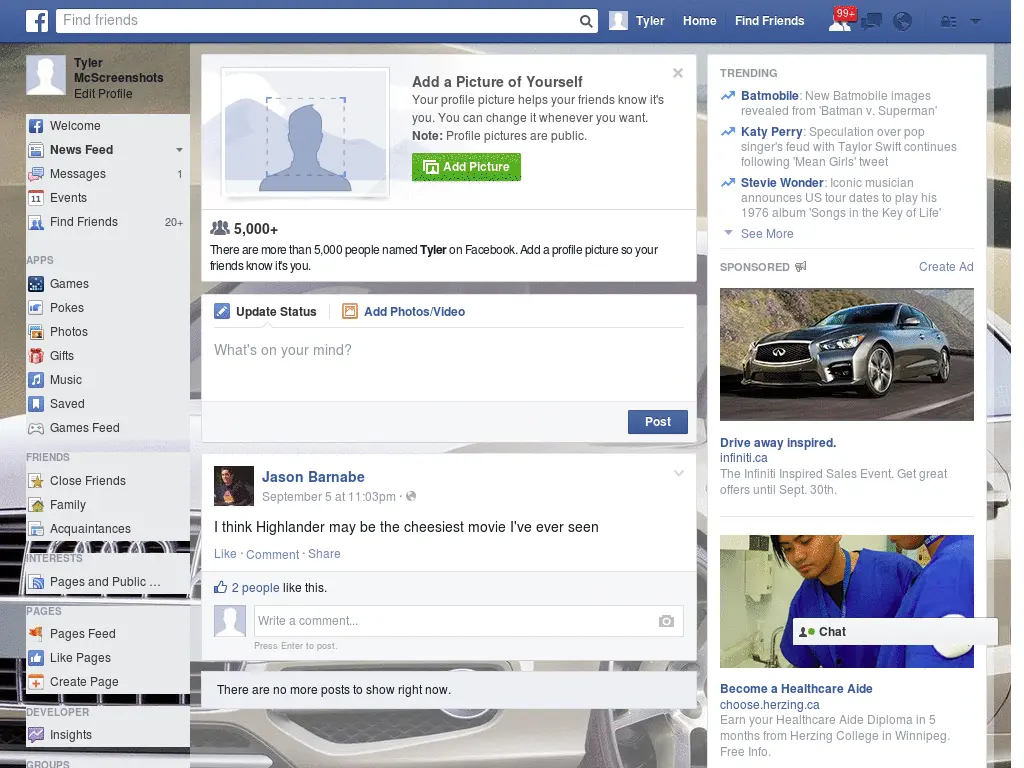 Find friends
Tyler
Home
Find Friends
99+
Tyler
McScreenshots
Edit Profile
Welcome
News Feed
Messages 1
11 Events
Find Friends 20+
APPS
Games
Pokes
Photos
Gifts
Music
Saved
Games Feed
FRIENDS
Close Friends
Family
Acquaintances
INTERESTS
Pages and Public ...
PAGES
Pages Feed
Like Pages
Create Page
DEVELOPER
Insights
GROUPS
Add a Picture of Yourself
Your profile picture helps your friends know it's
you. You can change it whenever you want.
Note: Profile pictures are public.
Add Picture
5,000+
There are more than 5,000 people named Tyler on Facebook. Add a profile picture so your
friends know it's you.
Update Status
Add Photos/Video
What's on your mind?
Post
Jason Barnabe
September 5 at 11:03pm ·
I think Highlander may be the cheesiest movie I've ever seen
Like · Comment · Share
2 people like this.
Write a comment...
Press Enter to post.
There are no more posts to show right now.
TRENDING
Batmobile: New Batmobile images
revealed from 'Batman v. Superman'
Katy Perry: Speculation over pop
singer's feud with Taylor Swift continues
following 'Mean Girls' tweet
Stevie Wonder: Iconic musician
announces US tour dates to play his
1976 album 'Songs in the Key of Life'
See More
SPONSORED
Create Ad
Drive away inspired.
infiniti.ca
The Infiniti Inspired Sales Event. Get great
offers until Sept. 30th.
Chat
Become a Healthcare Aide
choose.herzing.ca
Earn your Healthcare Aide Diploma in 5
months from Herzing College in Winnipeg.
Free Info.